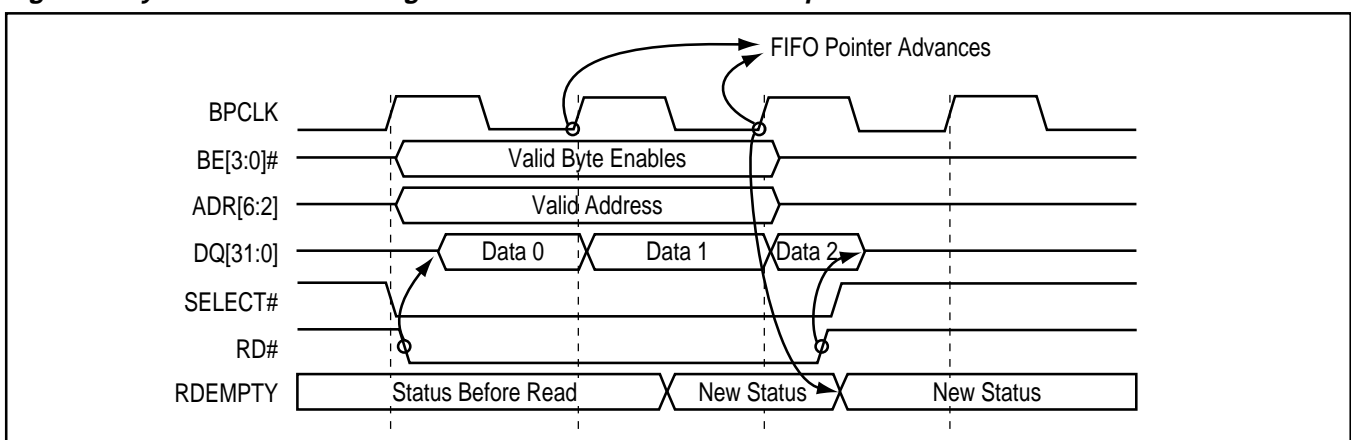 FIFO Pointer Advances
BPCLK
BE[3:0]# Valid Byte Enables
ADR[6:2] Valid Address
DQ[31:0] Data 0 Data 1 Data 2
SELECT#
RD#
RDEMPTY Status Before Read New Status New Status